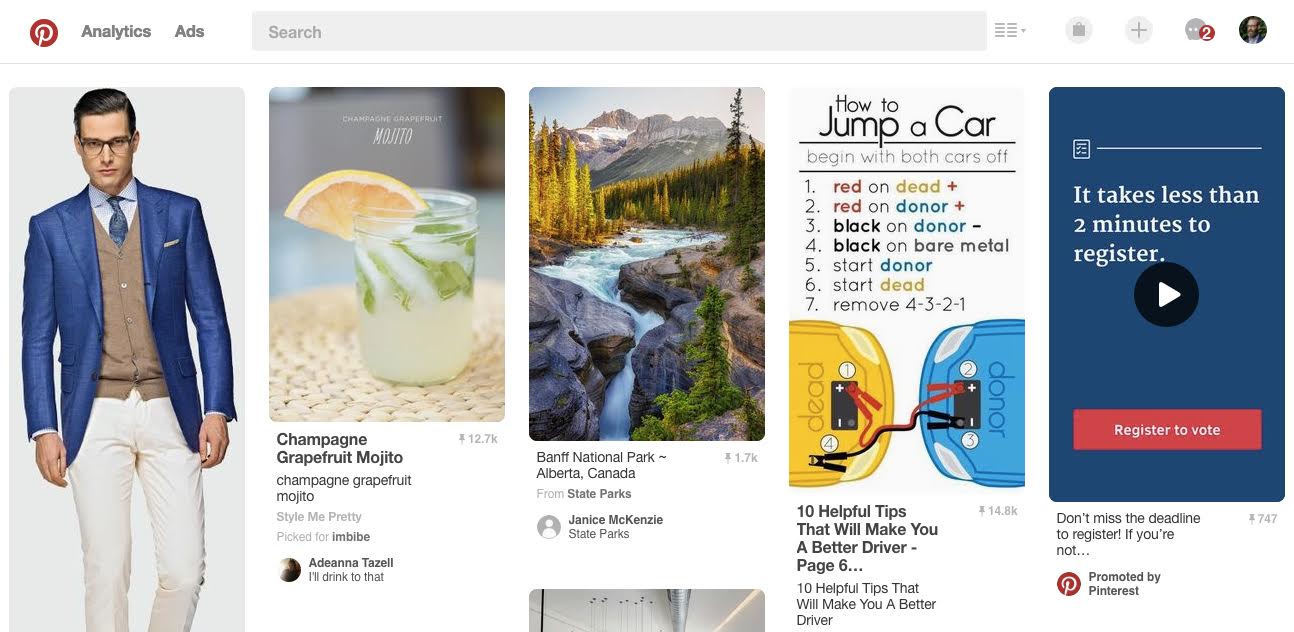 Analytics
Ads
Search
2
CHAMPAGNE GRAPEFRUIT
MOJITO
Champagne
Grapefruit Mojito
12.7k
champagne grapefruit
mojito
Style Me Pretty
Picked for imbibe
Adeanna Tazell
I'll drink to that
Banff National Park ~
Alberta, Canada
1.7k
From State Parks
Janice McKenzie
State Parks
How to
Jump a Car
begin with both cars off
1. red on dead +
2. red on donor +
3. black on donor –
4. black on bare metal
5. start donor
6. start dead
7. remove 4-3-2-1
dead
1
+
–
4
2
+
–
3
donor
10 Helpful Tips
That Will Make You
A Better Driver -
Page 6…
14.8k
10 Helpful Tips That
Will Make You A Better
Driver
It takes less than
2 minutes to
register.
Register to vote
Don’t miss the deadline
to register! If you’re
not…
747
Promoted by
Pinterest